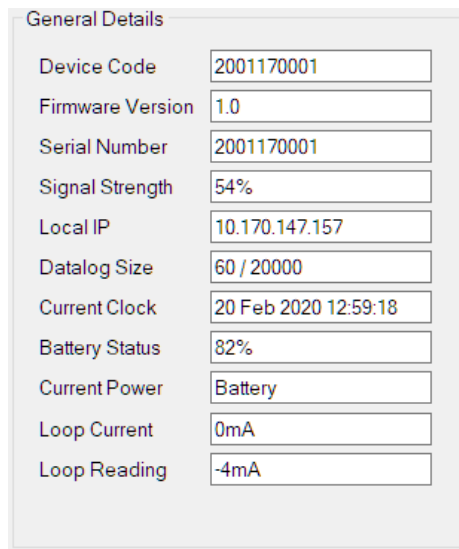 General Details
Device Code 2001170001
Firmware Version 1.0
Serial Number 2001170001
Signal Strength 54%
Local IP 10.170.147.157
Datalog Size 60 / 20000
Current Clock 20 Feb 2020 12:59:18
Battery Status 82%
Current Power Battery
Loop Current 0mA
Loop Reading -4mA